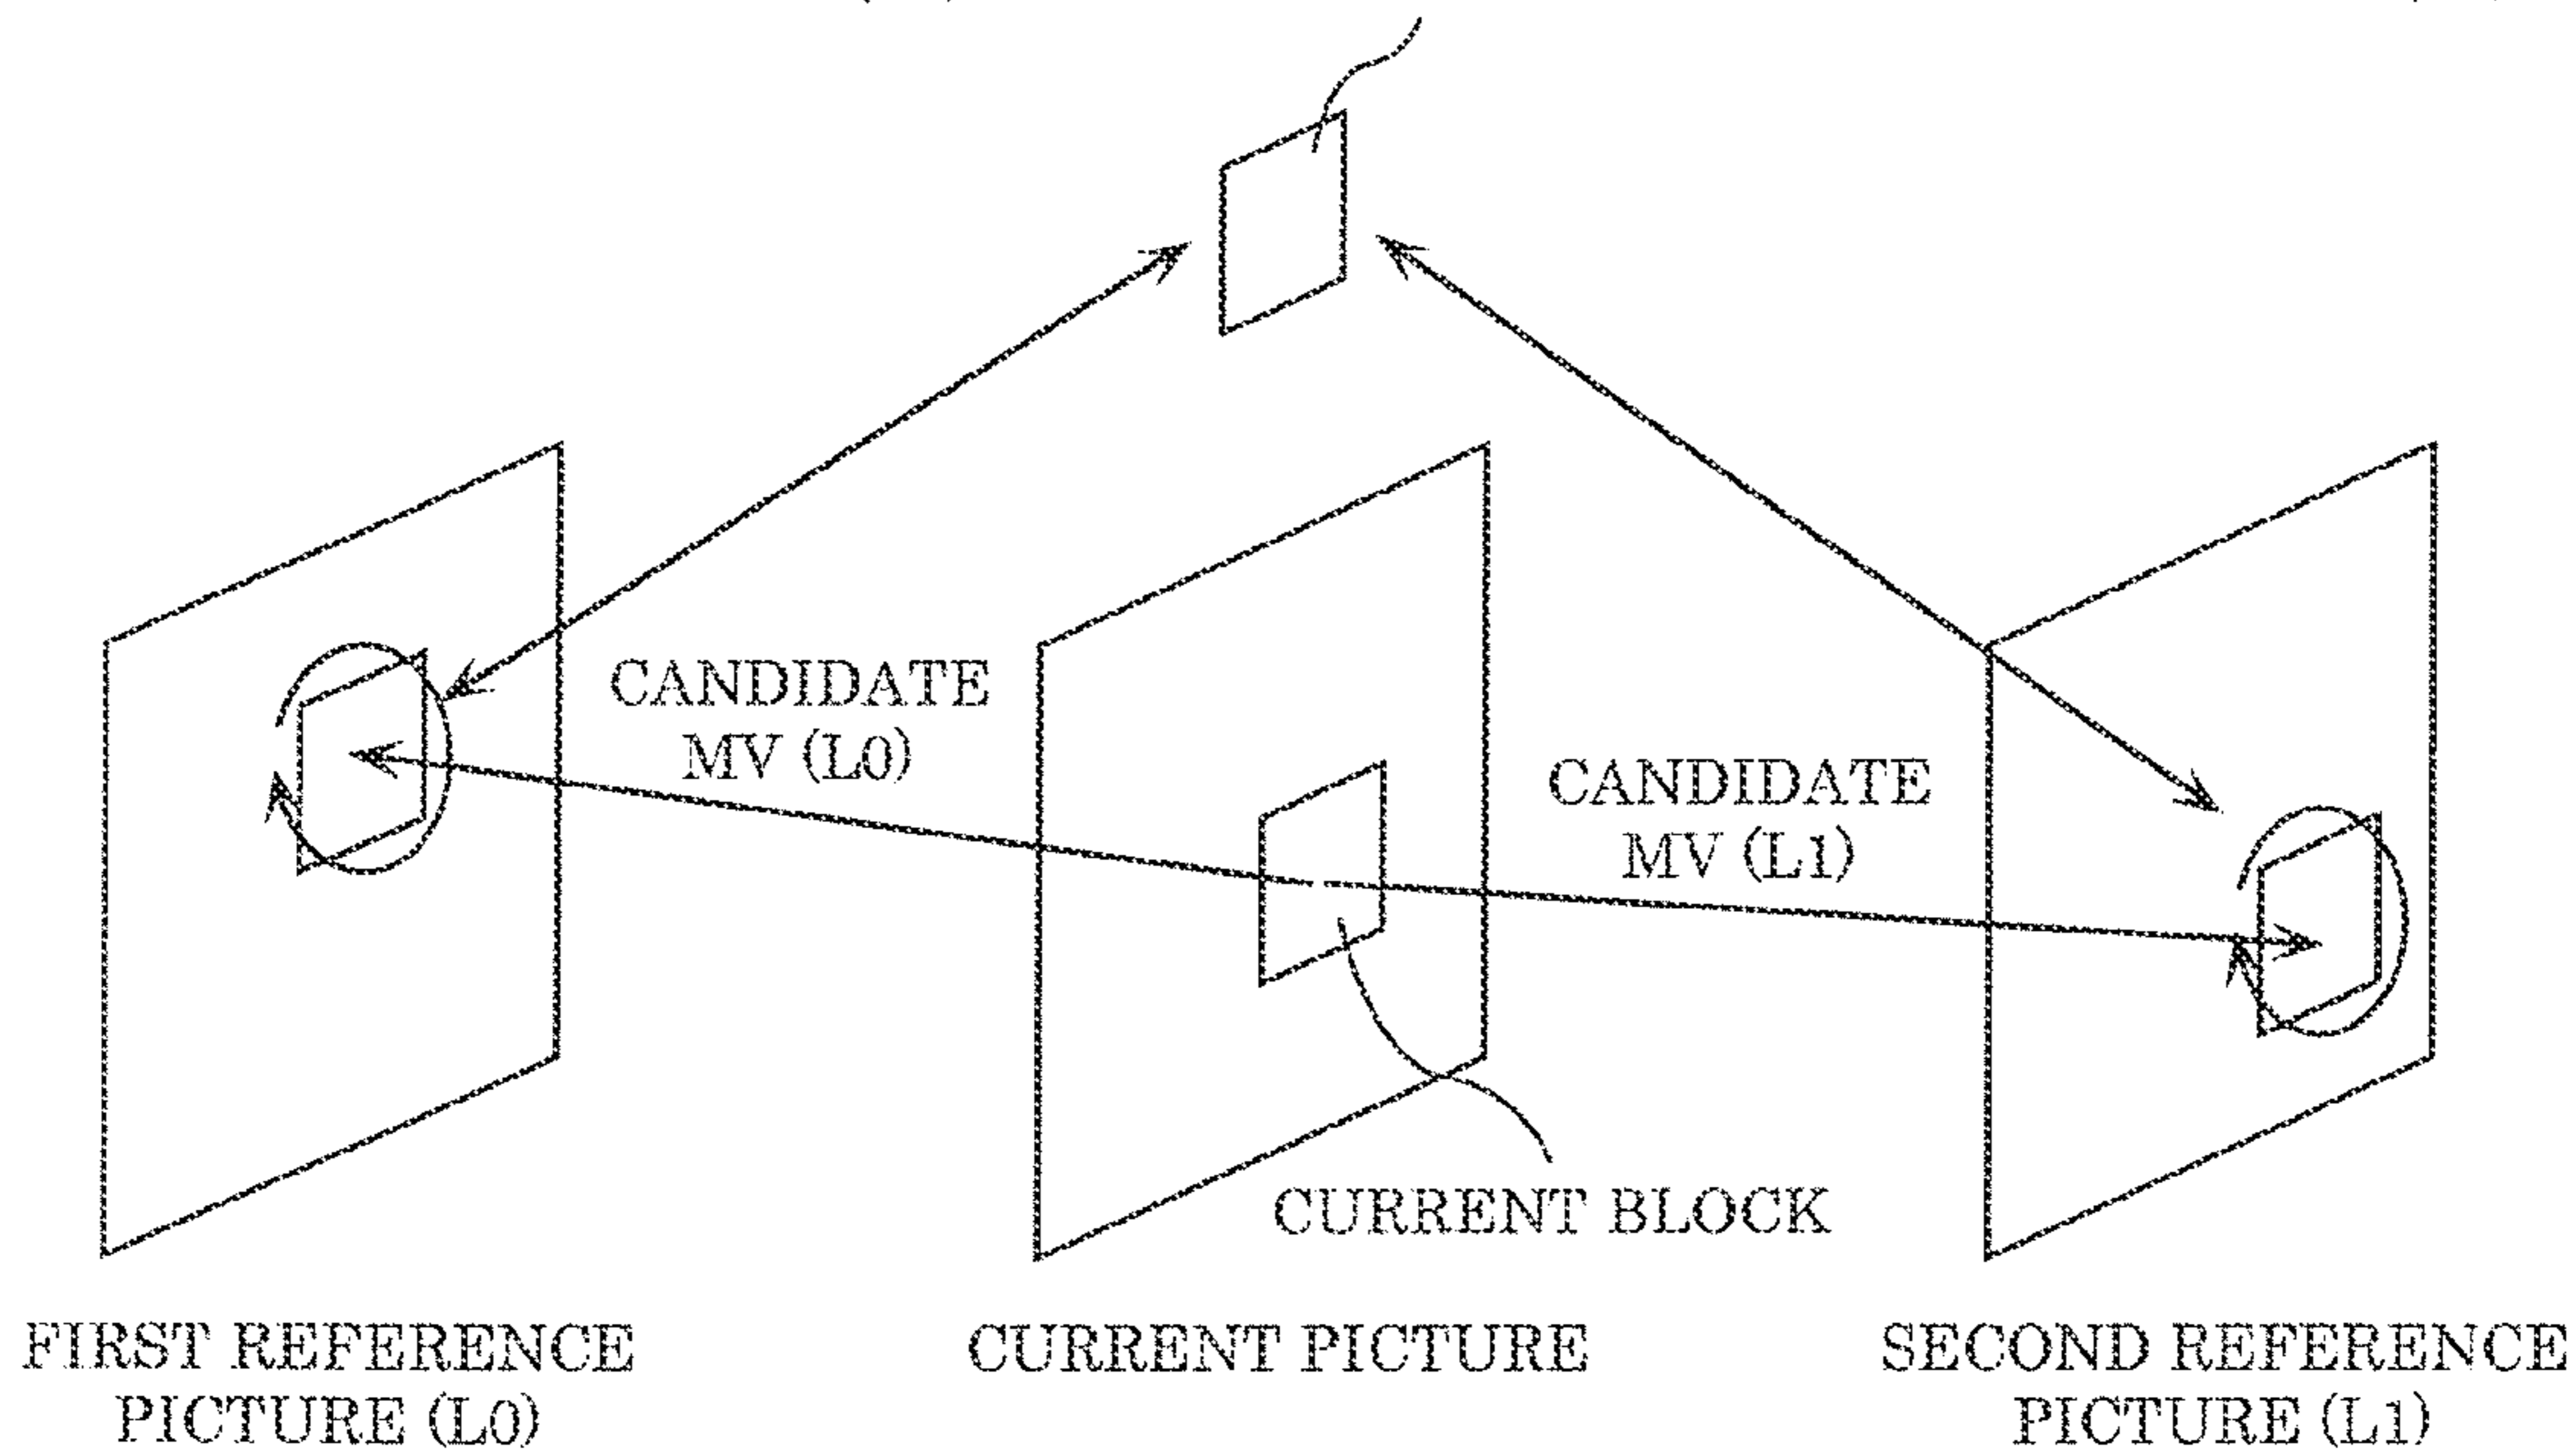 CANDIDATE
MV (L0)
CANDIDATE
MV (L1)
CURRENT BLOCK
FIRST REFERENCE
PICTURE (L0)
CURRENT PICTURE
SECOND REFERENCE
PICTURE (L1)